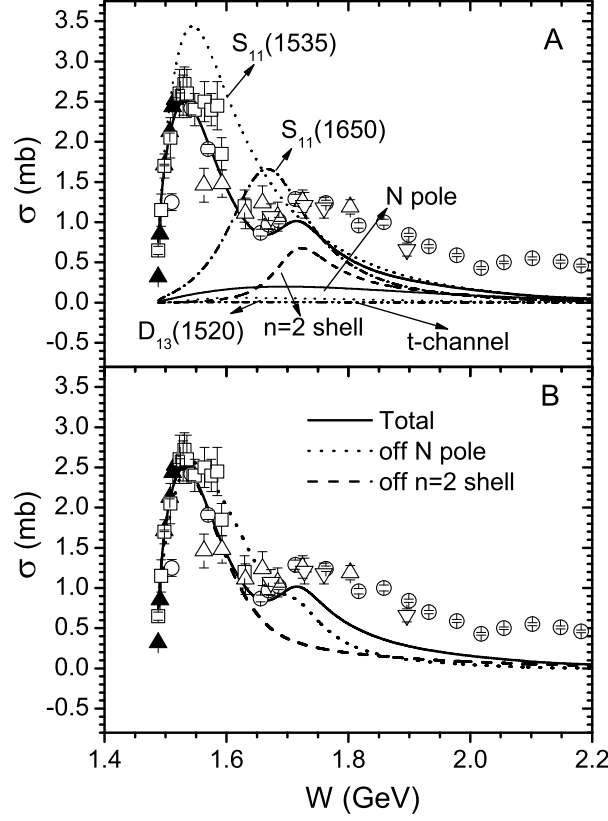 A
S11(1535)
S11(1650)
N pole
D13(1520)
n=2 shell
t-channel
σ (mb)
3.5
3.0
2.5
2.0
1.5
1.0
0.5
0.0
-0.5
B
Total
off N pole
off n=2 shell
σ (mb)
3.5
3.0
2.5
2.0
1.5
1.0
0.5
0.0
-0.5
1.4 1.6 1.8 2.0 2.2
W (GeV)